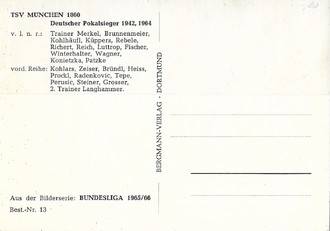 TSV MÜNCHEN 1860
Deutscher Pokalsieger 1942, 1964
v. l. n. r.: Trainer Merkel, Brunnenmeier,
Kohlhäufl, Küppers, Rebele,
Richert, Reich, Luttrop, Fischer,
Winterhalter, Wagner,
Konietzka, Patzke
vord. Reihe: Kohlars, Zeiser, Bründl, Heiss,
Prockl, Radenkovic, Tepe,
Perusic, Steiner, Grosser,
2. Trainer Langhammer.
Aus der Bilderserie: BUNDESLIGA 1965/66
Best.-Nr. 13
BERGMANN-VERLAG - DORTMUND